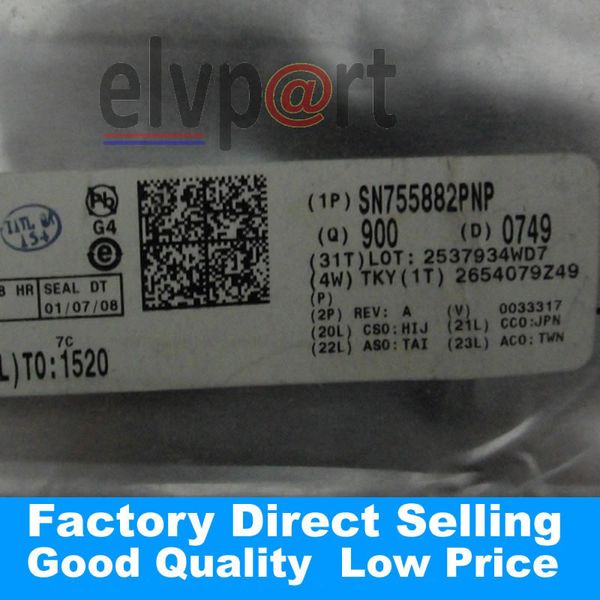 elvp@rt
(1P) SN755882PNP
(Q) 900 (D) 0749
(31T)LOT: 2537934WD7
(4W) TKY(1T) 2654079Z49
(P)
(2P) REV: A (V) 0033317
(20L) CSO:HIJ (21L) CCO:JPN
(22L) ASO:TAI (23L) ACO:TWN
Pb
G4
e
8 HR SEAL DT
01/07/08
7C
L)TO:1520
Factory Direct Selling
Good Quality Low Price